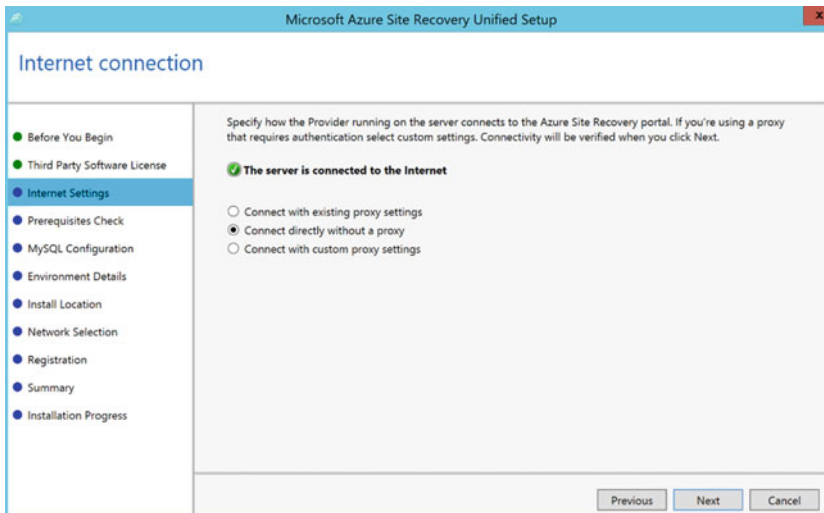 Microsoft Azure Site Recovery Unified Setup
x
Internet connection
Before You Begin
Third Party Software License
Internet Settings
Prerequisites Check
MySQL Configuration
Environment Details
Install Location
Network Selection
Registration
Summary
Installation Progress
Specify how the Provider running on the server connects to the Azure Site Recovery portal. If you're using a proxy
that requires authentication select custom settings. Connectivity will be verified when you click Next.
The server is connected to the Internet
Connect with existing proxy settings
Connect directly without a proxy
Connect with custom proxy settings
Previous
Next
Cancel